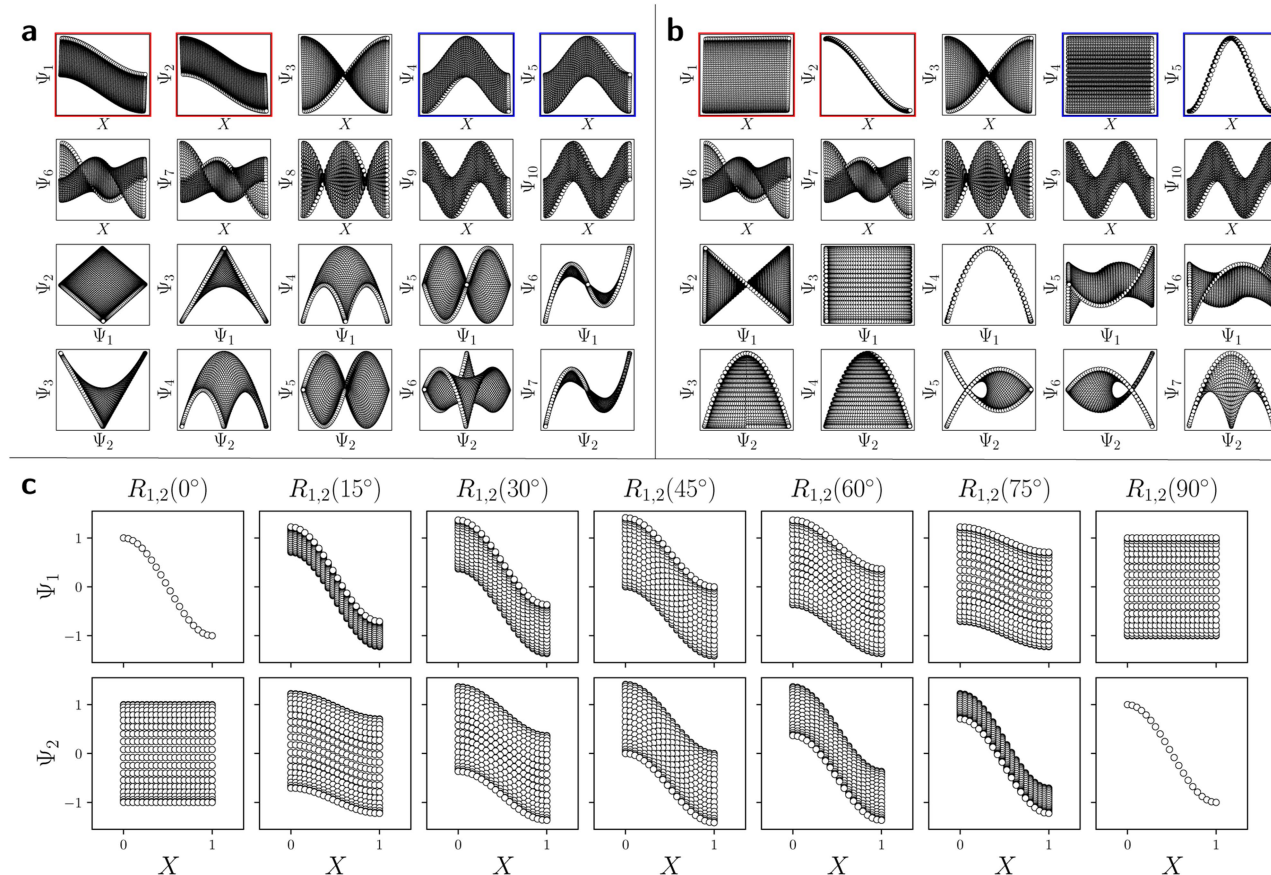 a
Ψ₁ Ψ₂ Ψ₃ Ψ₄ Ψ₅
X X X X X
Ψ₆ Ψ₇ Ψ₈ Ψ₉ Ψ₁₀
X X X X X
Ψ₂ Ψ₃ Ψ₄ Ψ₅ Ψ₆
Ψ₁ Ψ₁ Ψ₁ Ψ₁ Ψ₁
Ψ₃ Ψ₄ Ψ₅ Ψ₆ Ψ₇
Ψ₂ Ψ₂ Ψ₂ Ψ₂ Ψ₂
b
Ψ₁ Ψ₂ Ψ₃ Ψ₄ Ψ₅
X X X X X
Ψ₆ Ψ₇ Ψ₈ Ψ₉ Ψ₁₀
X X X X X
Ψ₂ Ψ₃ Ψ₄ Ψ₅ Ψ₆
Ψ₁ Ψ₁ Ψ₁ Ψ₁ Ψ₁
Ψ₃ Ψ₄ Ψ₅ Ψ₆ Ψ₇
Ψ₂ Ψ₂ Ψ₂ Ψ₂ Ψ₂
c
R₁,₂(0°) R₁,₂(15°) R₁,₂(30°) R₁,₂(45°) R₁,₂(60°) R₁,₂(75°) R₁,₂(90°)
1
Ψ₁ 0
−1
1
Ψ₂ 0
−1
0 1 0 1 0 1 0 1 0 1 0 1 0 1
X X X X X X X